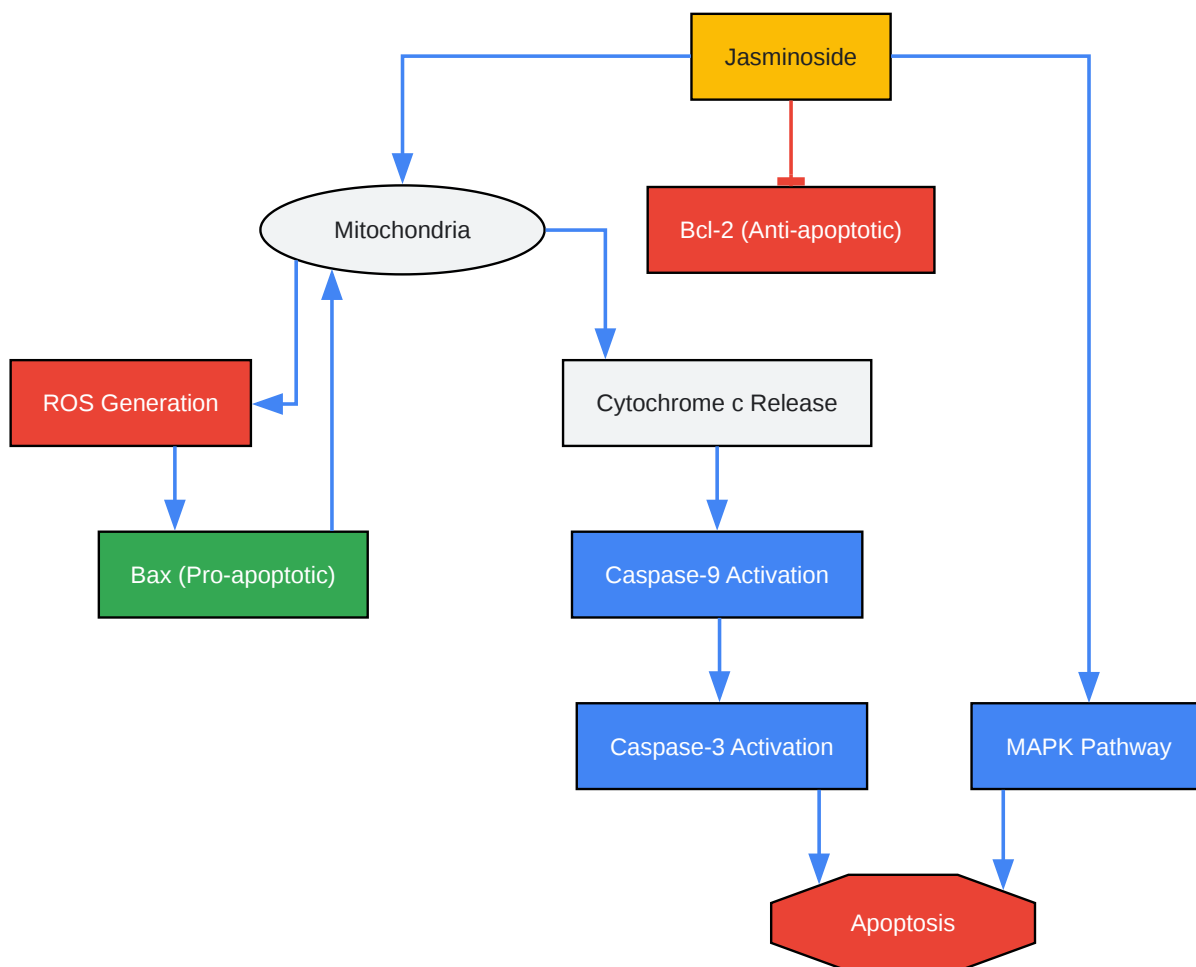 Jasminoside
Mitochondria
Bcl-2 (Anti-apoptotic)
ROS Generation
Cytochrome c Release
Bax (Pro-apoptotic)
Caspase-9 Activation
Caspase-3 Activation
MAPK Pathway
Apoptosis